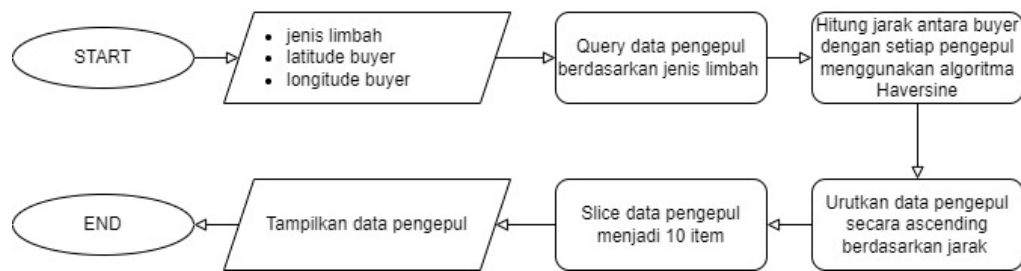 START
• jenis limbah
• latitude buyer
• longitude buyer
Query data pengepul
berdasarkan jenis limbah
Hitung jarak antara buyer
dengan setiap pengepul
menggunakan algoritma
Haversine
Urutkan data pengepul
secara ascending
berdasarkan jarak
Slice data pengepul
menjadi 10 item
Tampilkan data pengepul
END